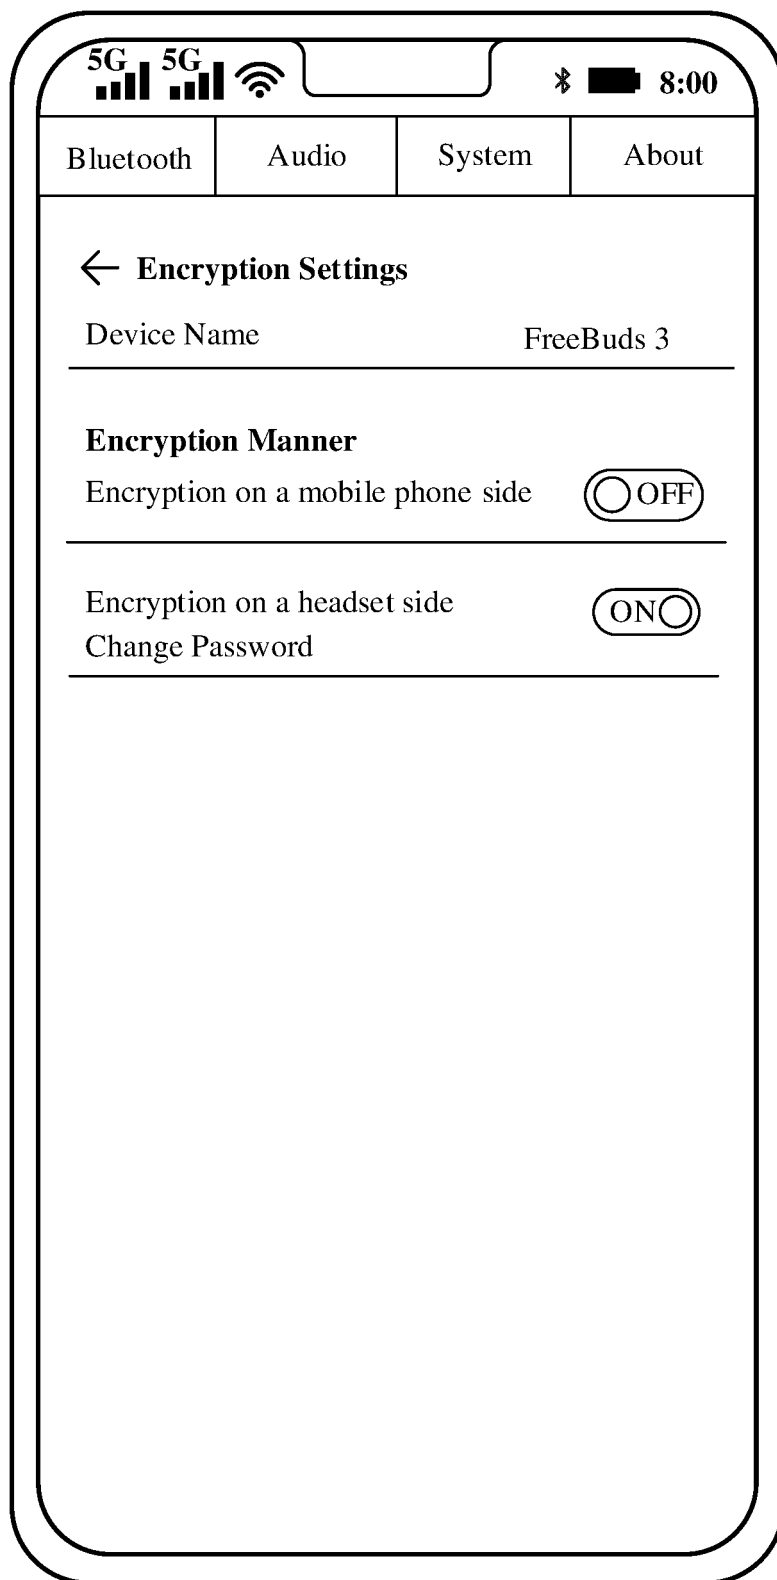 5G 5G 8:00
Bluetooth Audio System About
Encryption Settings
Device Name FreeBuds 3
Encryption Manner
Encryption on a mobile phone side OFF
Encryption on a headset side ON
Change Password